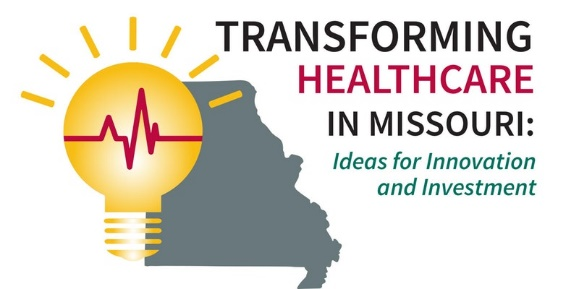 TRANSFORMING
HEALTHCARE
IN MISSOURI:
Ideas for Innovation
and Investment